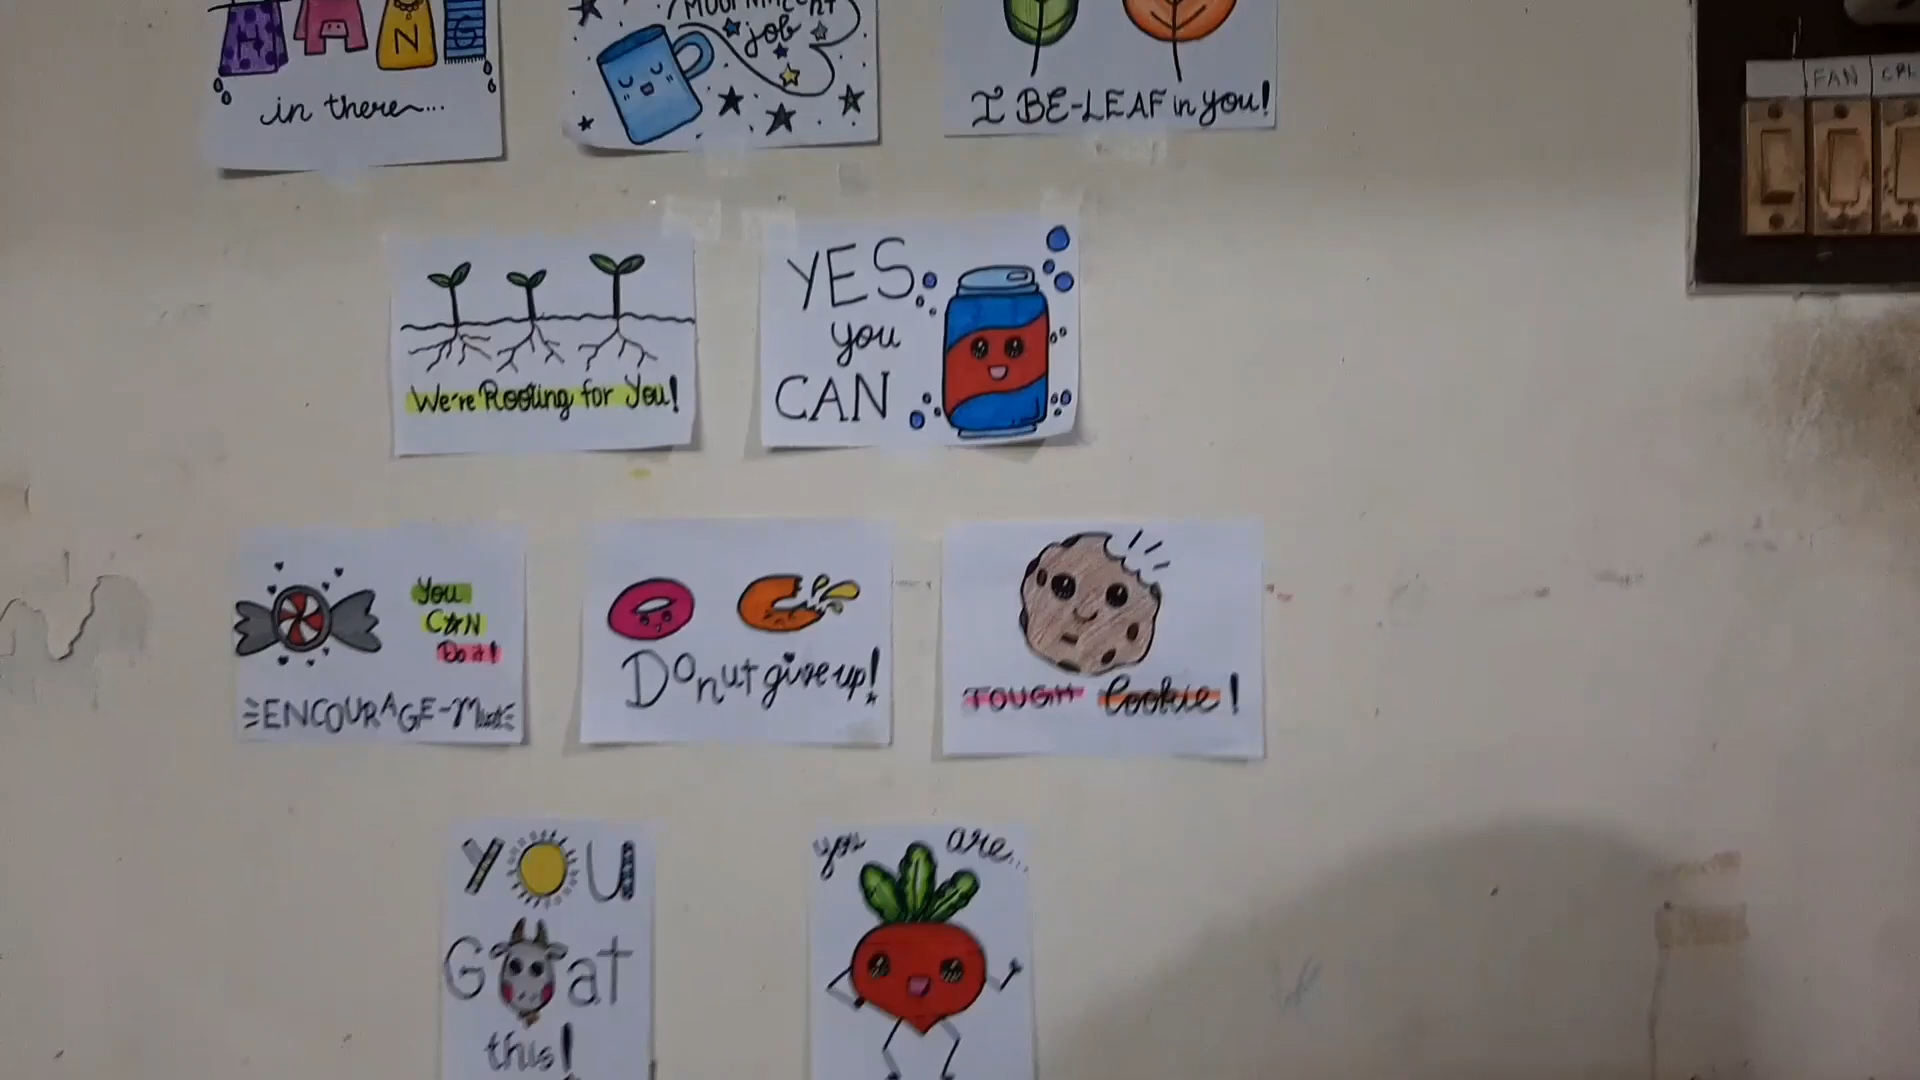 H A N G
in there...
job
I BE-LEAF in you!
FAN
We're Rooting for You!
YES
you
CAN
You
CAN
Do it!
ENCOURAGE-Mint
Donut give up!
TOUGH Cookie!
YOU
GOat
this!
you are...